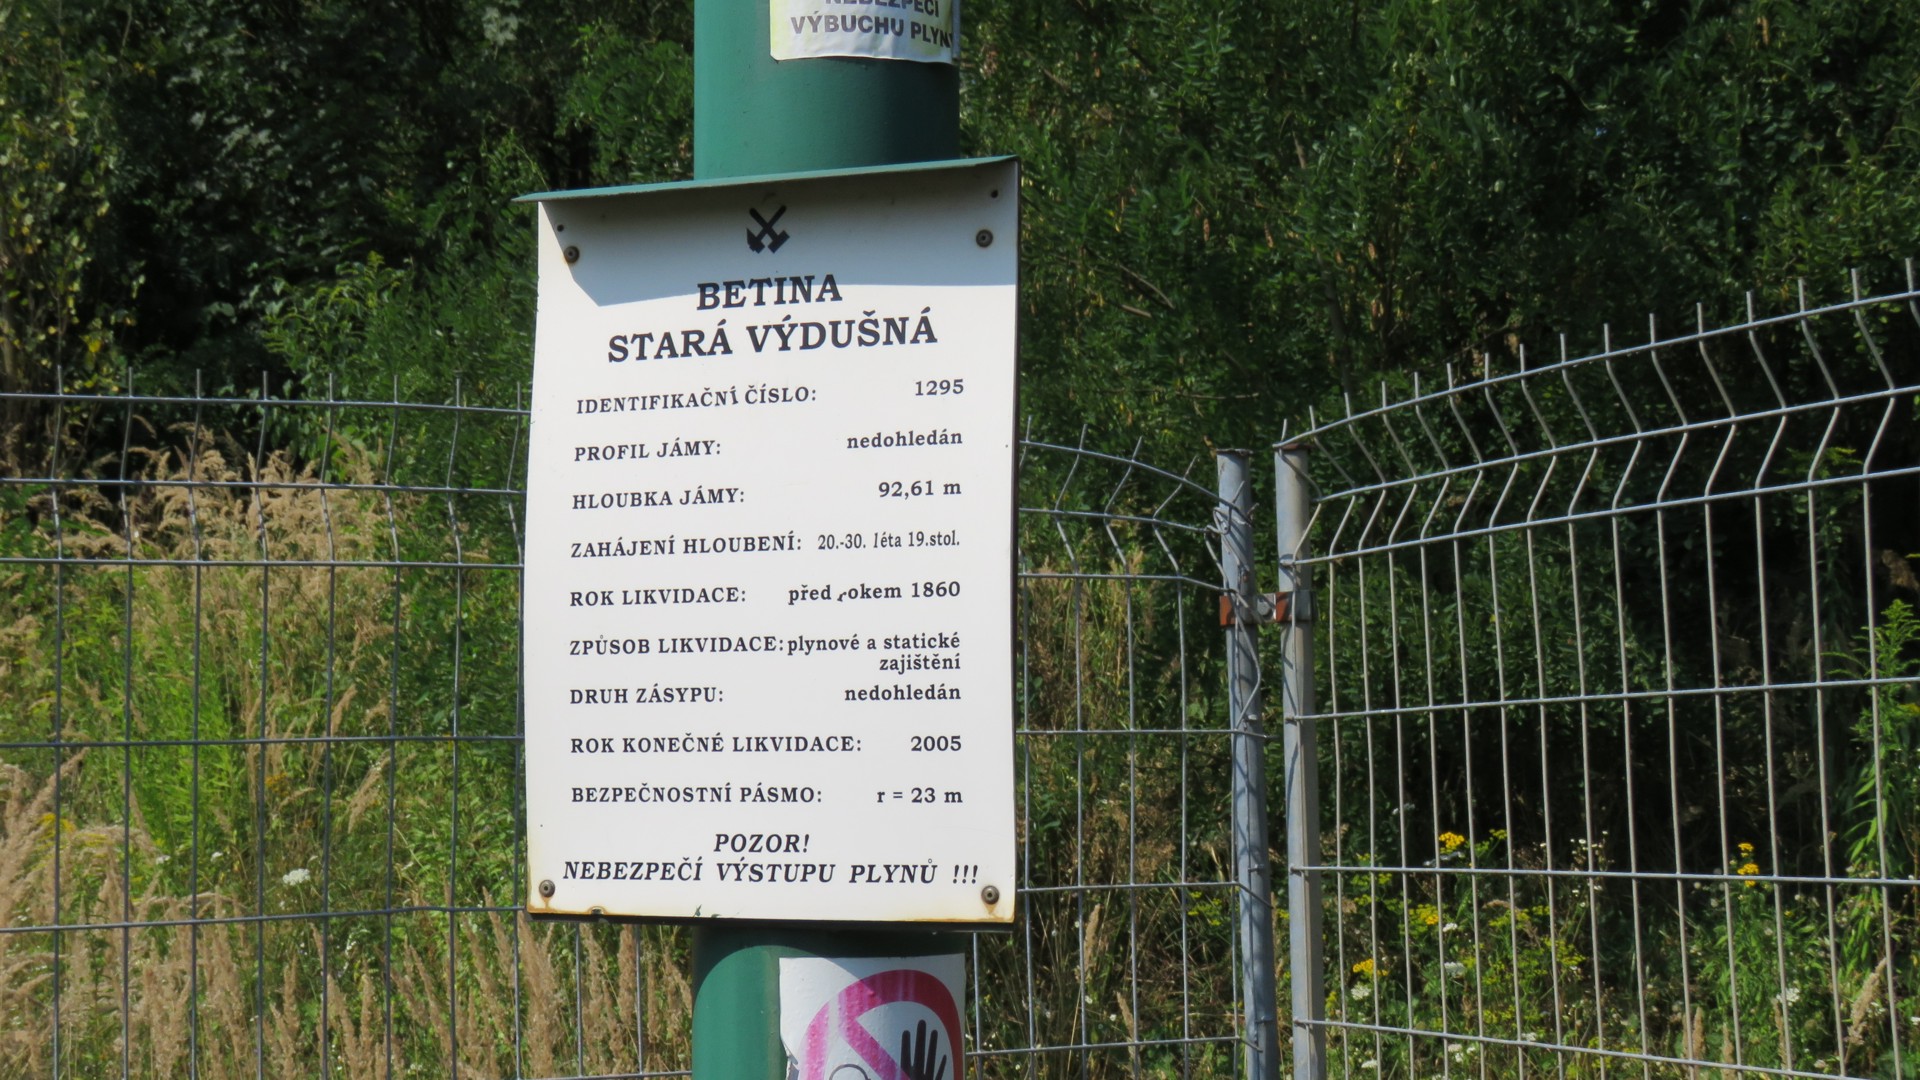 NEBEZPEČÍ
VÝBUCHU PLYNŮ
BETINA
STARÁ VÝDUŠNÁ
IDENTIFIKAČNÍ ČÍSLO: 1295
PROFIL JÁMY: nedohledán
HLOUBKA JÁMY: 92,61 m
ZAHÁJENÍ HLOUBENÍ: 20.-30. léta 19.stol.
ROK LIKVIDACE: před rokem 1860
ZPŮSOB LIKVIDACE: plynové a statické
zajištění
DRUH ZÁSYPU: nedohledán
ROK KONEČNÉ LIKVIDACE: 2005
BEZPEČNOSTNÍ PÁSMO: r = 23 m
POZOR!
NEBEZPEČÍ VÝSTUPU PLYNŮ !!!